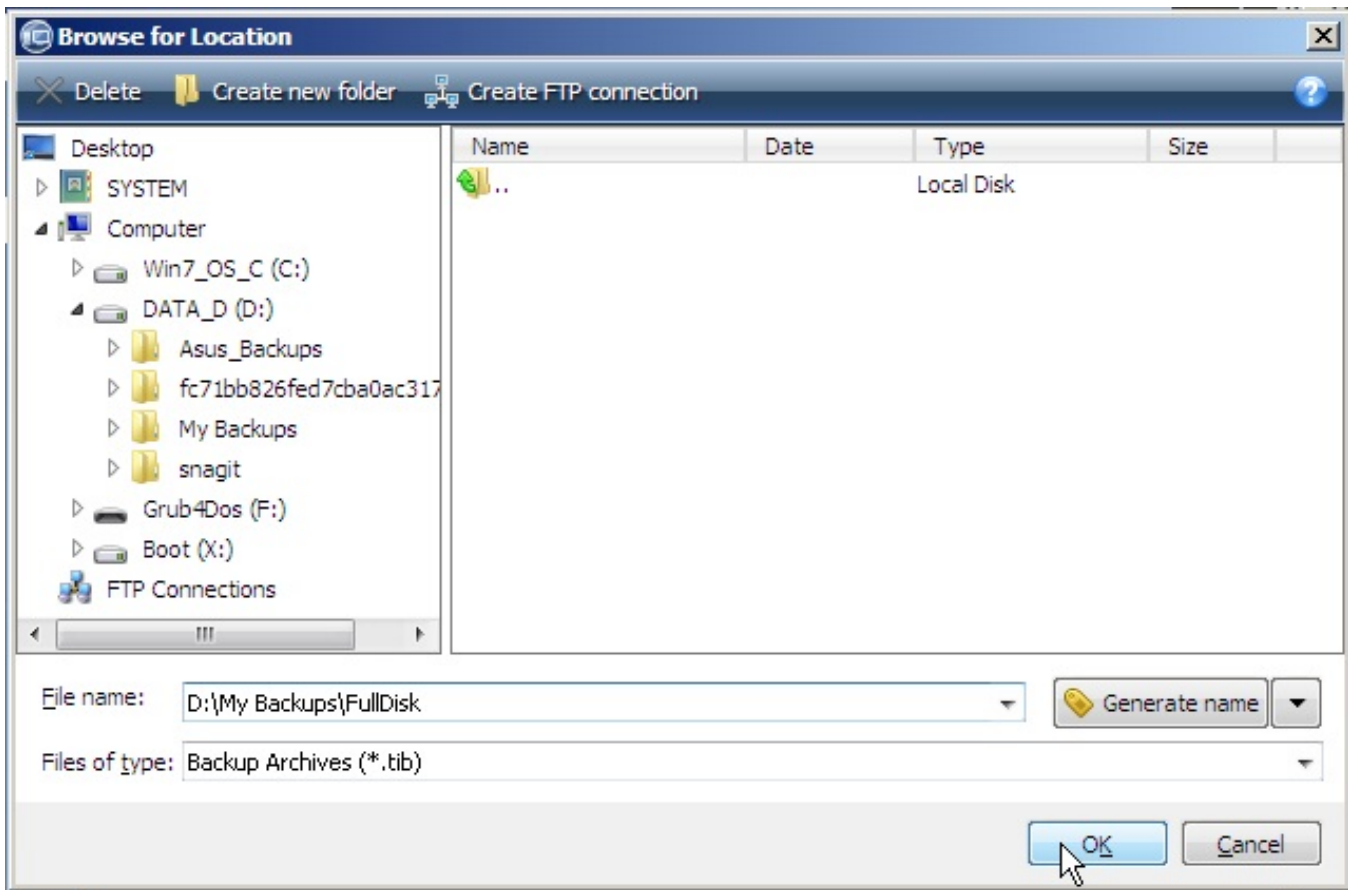 Browse for Location
Delete Create new folder Create FTP connection
Desktop
SYSTEM
Computer
Win7_OS_C (C:)
DATA_D (D:)
Asus_Backups
fc71bb826fed7cba0ac317
My Backups
snagit
Grub4Dos (F:)
Boot (X:)
FTP Connections
Name Date Type Size
.. Local Disk
File name: D:\My Backups\FullDisk Generate name
Files of type: Backup Archives (*.tib)
OK Cancel